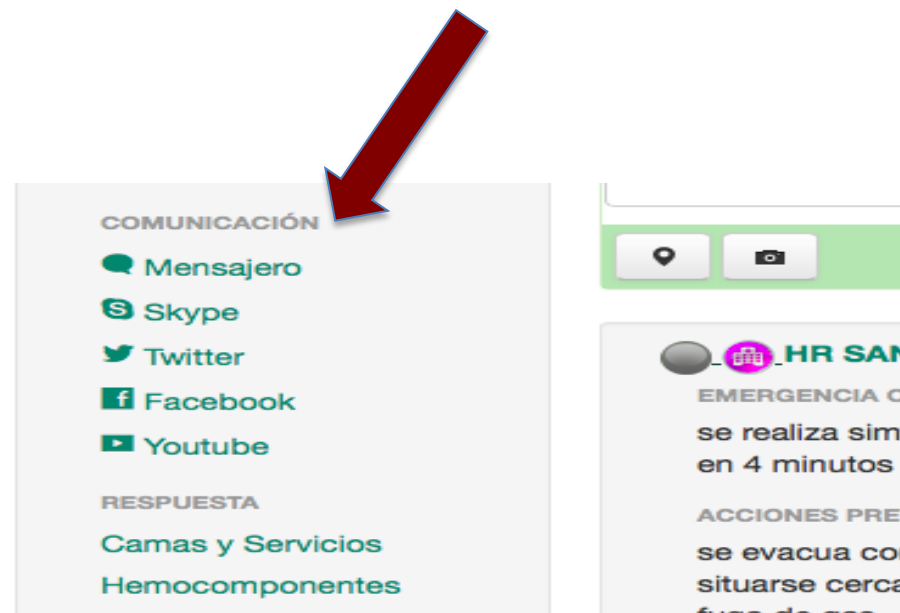 COMUNICACIÓN
Mensajero
Skype
Twitter
Facebook
Youtube
RESPUESTA
Camas y Servicios
Hemocomponentes
HR SAN
EMERGENCIA
se realiza sim
en 4 minutos
ACCIONES PRE
se evacua
situarse cerca